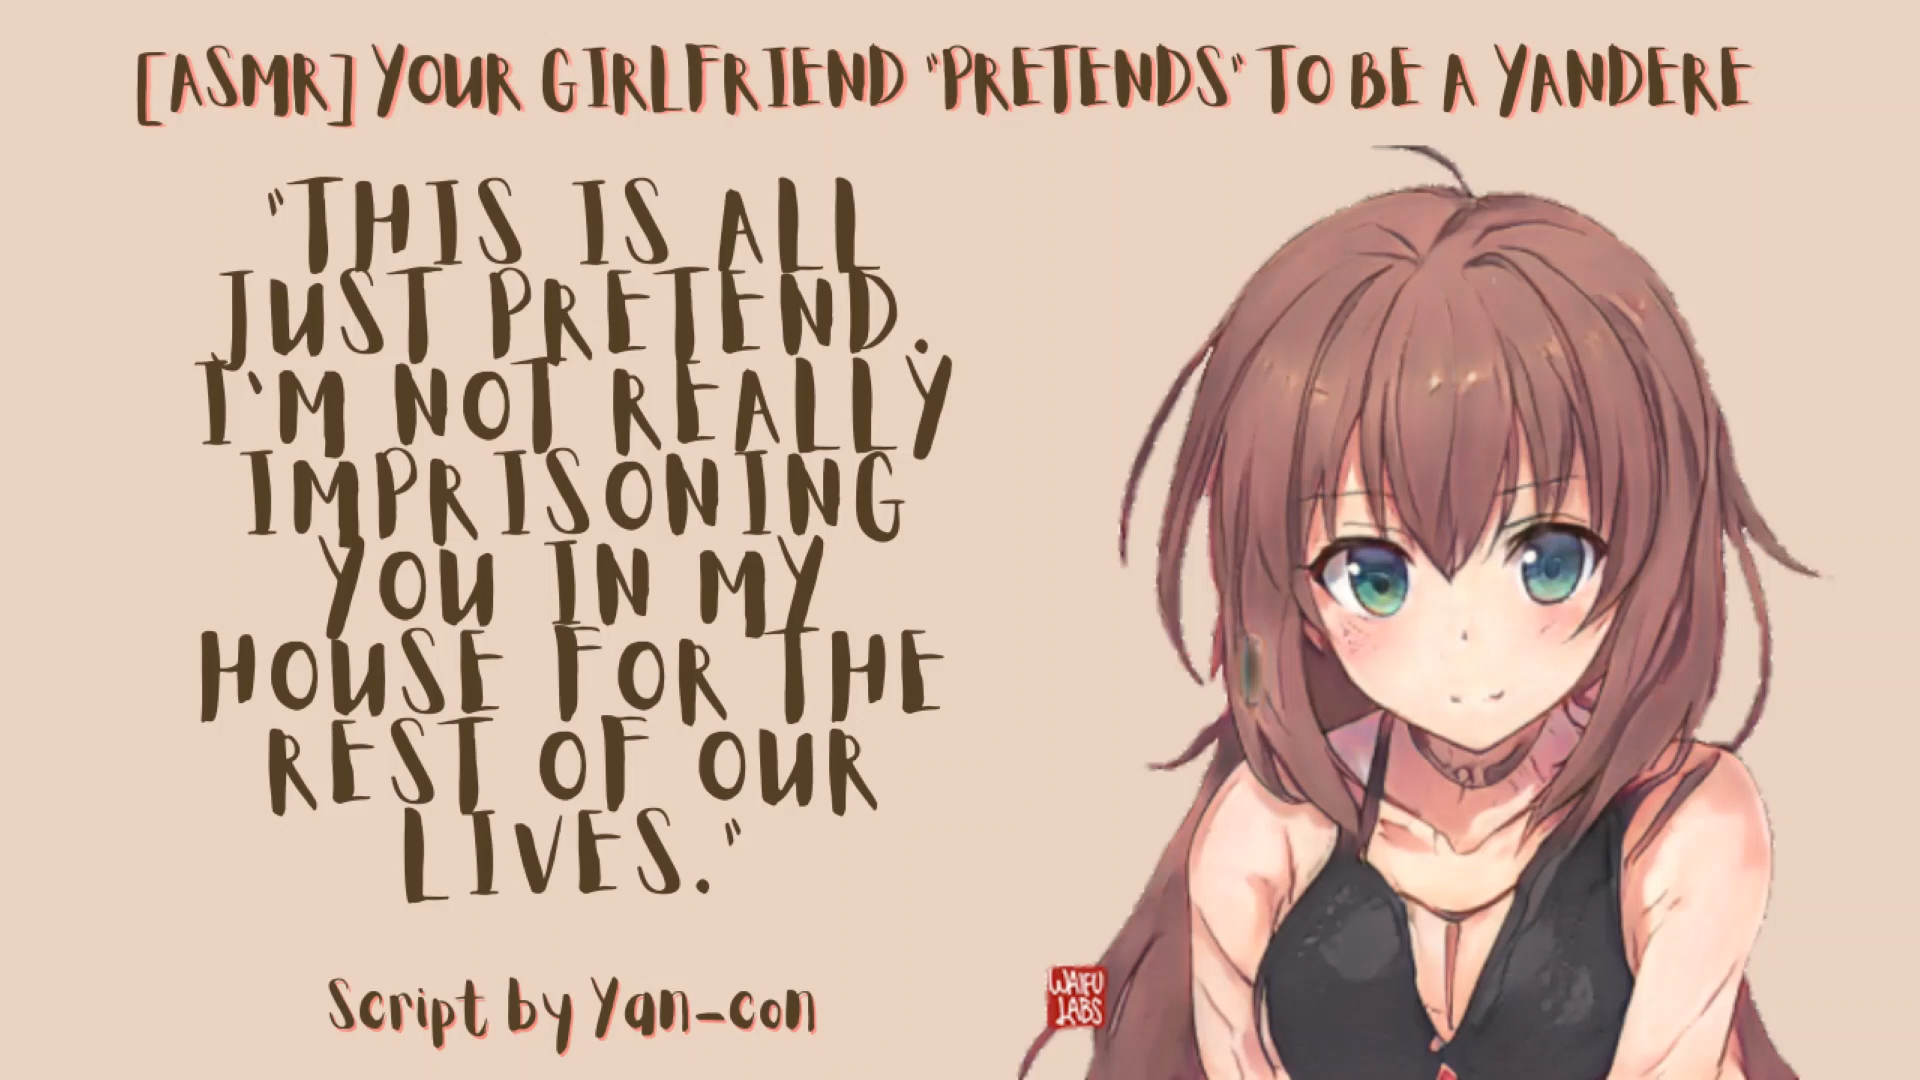 [ASMR] YOUR GIRLFRIEND "PRETENDS" TO BE A YANDERE
"THIS IS ALL
JUST PRETEND.
I'M NOT REALLY
IMPRISONING
YOU IN MY
HOUSE FOR THE
REST OF OUR
LIVES."
Script by Yan-con
WAIFU
LABS